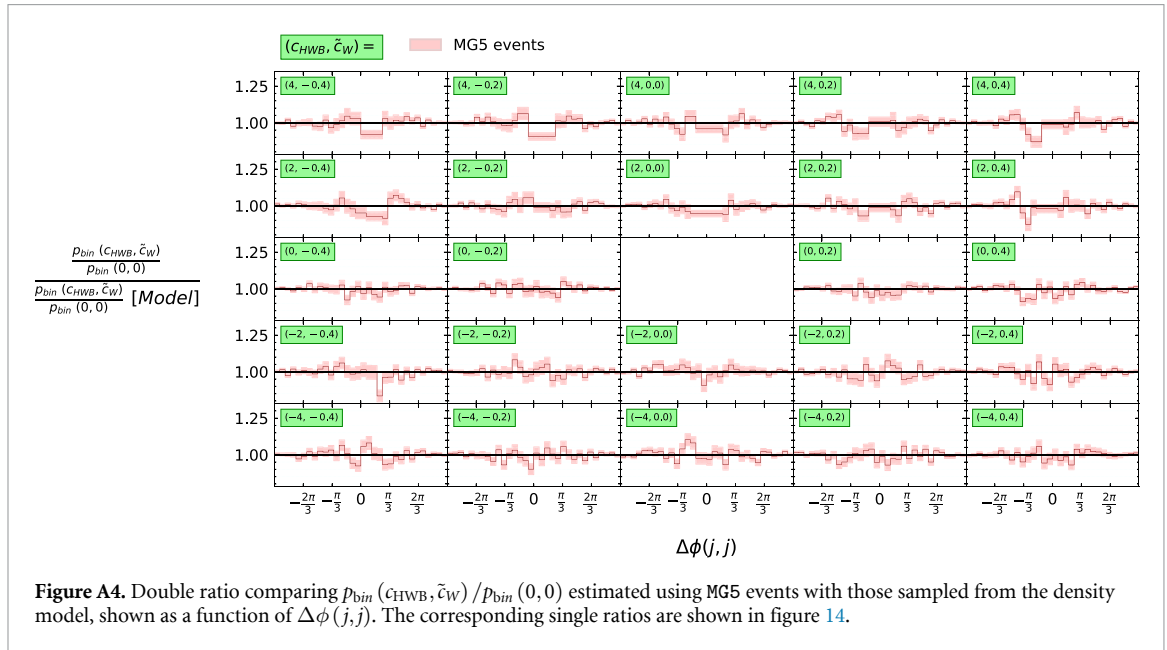 (c_HWB, c̃_W) = MG5 events
1.25 (4, −0.4) (4, −0.2) (4, 0.0) (4, 0.2) (4, 0.4)
1.00
1.25 (2, −0.4) (2, −0.2) (2, 0.0) (2, 0.2) (2, 0.4)
1.00
1.25 (0, −0.4) (0, −0.2) (0, 0.2) (0, 0.4)
1.00
1.25 (−2, −0.4) (−2, −0.2) (−2, 0.0) (−2, 0.2) (−2, 0.4)
1.00
1.25 (−4, −0.4) (−4, −0.2) (−4, 0.0) (−4, 0.2) (−4, 0.4)
1.00
p_bin (c_HWB, c̃_W)
p_bin (0, 0)
p_bin (c_HWB, c̃_W) [Model]
p_bin (0, 0)
−2π/3 −π/3 0 π/3 2π/3 −2π/3 −π/3 0 π/3 2π/3 −2π/3 −π/3 0 π/3 2π/3 −2π/3 −π/3 0 π/3 2π/3 −2π/3 −π/3 0 π/3 2π/3
Δϕ(j, j)
Figure A4. Double ratio comparing p_bin (c_HWB, c̃_W) /p_bin (0,0) estimated using MG5 events with those sampled from the density
model, shown as a function of Δϕ(j,j). The corresponding single ratios are shown in figure 14.